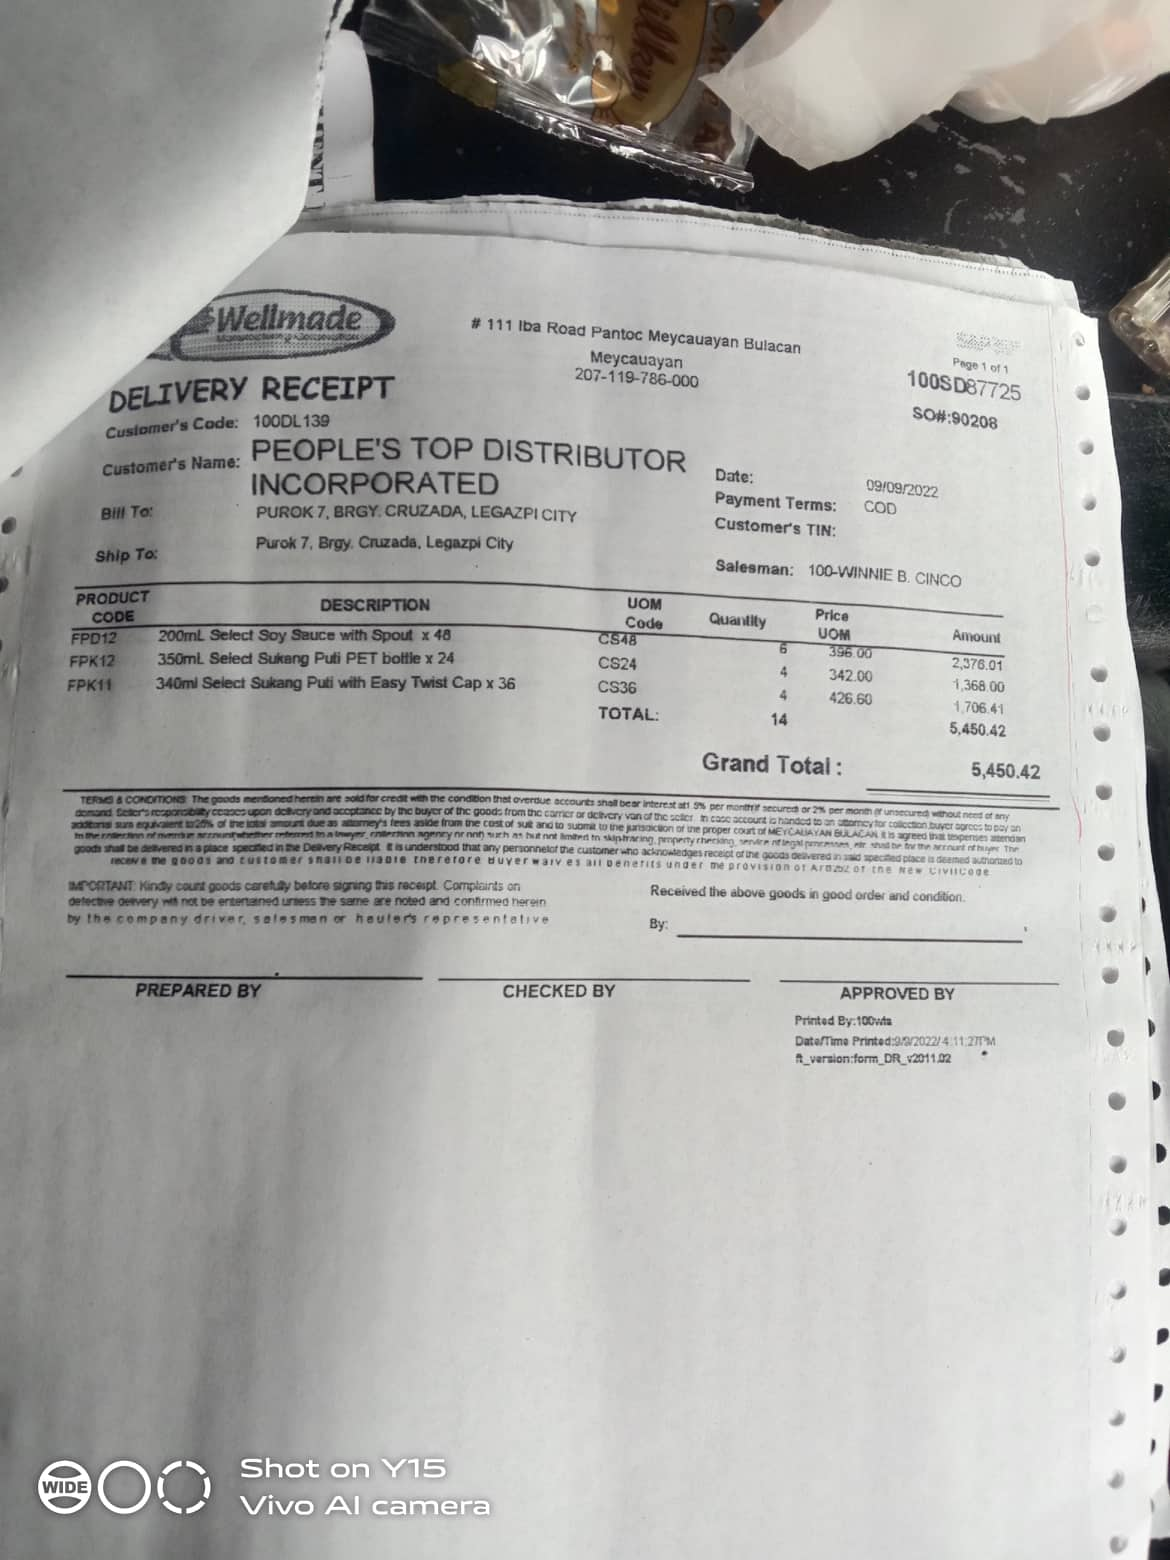 Milky
Wellmade
Manufacturing Corporation
# 111 Iba Road Pantoc Meycauayan Bulacan
Meycauayan
207-119-786-000
Page 1 of 1
100SD87725
SO#:90208
DELIVERY RECEIPT
Customer's Code: 100DL139
Customer's Name: PEOPLE'S TOP DISTRIBUTOR
INCORPORATED
Bill To: PUROK 7, BRGY. CRUZADA, LEGAZPI CITY
Ship To: Purok 7, Brgy. Cruzada, Legazpi City
Date: 09/09/2022
Payment Terms: COD
Customer's TIN:
Salesman: 100-WINNIE B. CINCO
PRODUCT CODE DESCRIPTION UOM Code Quantity Price UOM Amount
FPD12 200mL Select Soy Sauce with Spout x 48 CS48 6 396.00 2,376.01
FPK12 350mL Select Sukang Puti PET bottle x 24 CS24 4 342.00 1,368.00
FPK11 340ml Select Sukang Puti with Easy Twist Cap x 36 CS36 4 426.60 1,706.41
TOTAL: 14 5,450.42
Grand Total : 5,450.42
TERMS & CONDITIONS: The goods mentioned herein are sold for credit with the condition that overdue accounts shall bear interest at1.5% per month(if secured) or 2% per month (if unsecured) without need of any
demand. Seller's responsibility ceases upon delivery and acceptance by the buyer of the goods from the carrier or delivery van of the seller. In case account is handed to an attorney for collection, buyer agrees to pay an
additional sum equivalent to 25% of the total amount due as attorney's fees aside from the cost of suit and to submit to the jurisdiction of the proper court of MEYCAUAYAN BULACAN. It is agreed that
to the collection of overdue account(whether referred to a lawyer, collection agency or not) such as but not limited to skip-tracing, property checking, service of legal processes, etc. shall be for the account of buyer. The
goods shall be delivered in a place specified in the Delivery Receipt. It is understood that any personnel of the customer who acknowledges receipt of the goods delivered in said specified place is deemed authorized to
receive the goods and customer shall be liable therefore Buyer waives all benefits under the provision of of the New Civil Code
IMPORTANT: Kindly count goods carefully before signing this receipt. Complaints on
defective delivery will not be entertained unless the same are noted and confirmed herein
by the company driver, salesman or hauler's representative
Received the above goods in good order and condition.
By:
PREPARED BY CHECKED BY APPROVED BY
Printed By:100wts
Date/Time Printed:9/9/2022/ 4:11:27PM
ft_version:form_DR_v2011.02
WIDE
Shot on Y15
Vivo AI camera